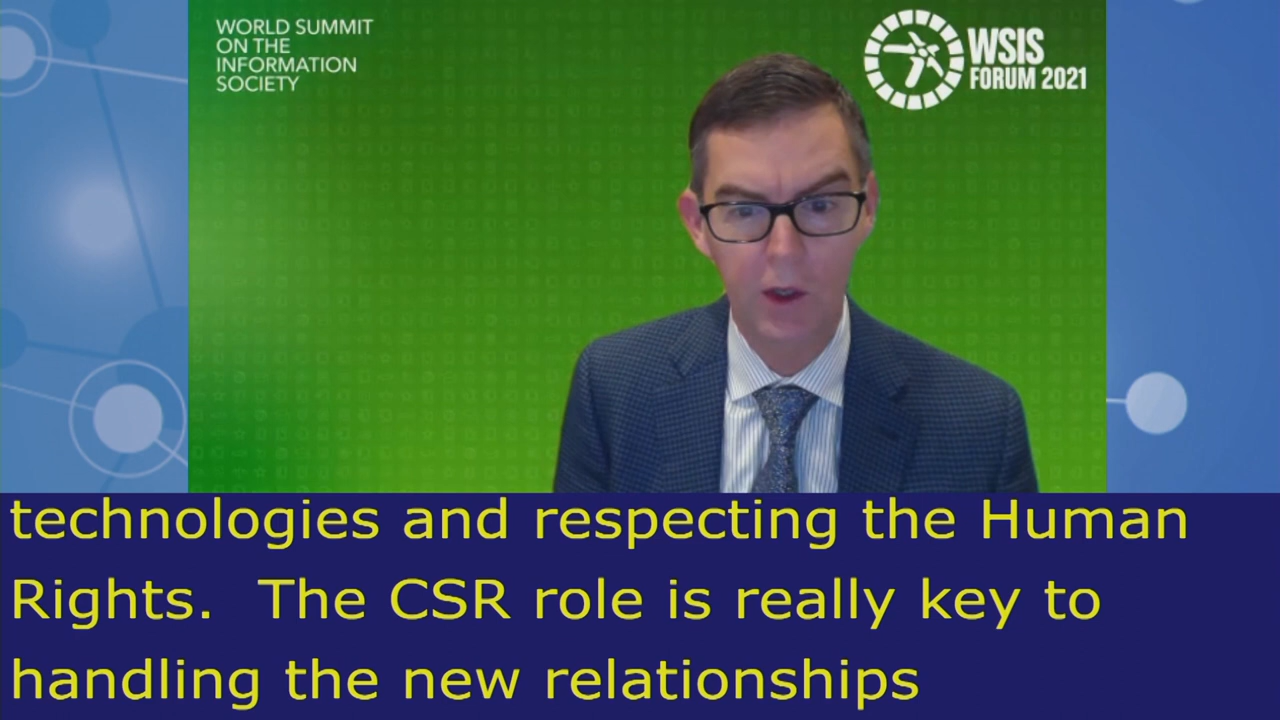 WORLD SUMMIT
ON THE
INFORMATION
SOCIETY
WSIS
FORUM 2021
technologies and respecting the Human
Rights.  The CSR role is really key to
handling the new relationships